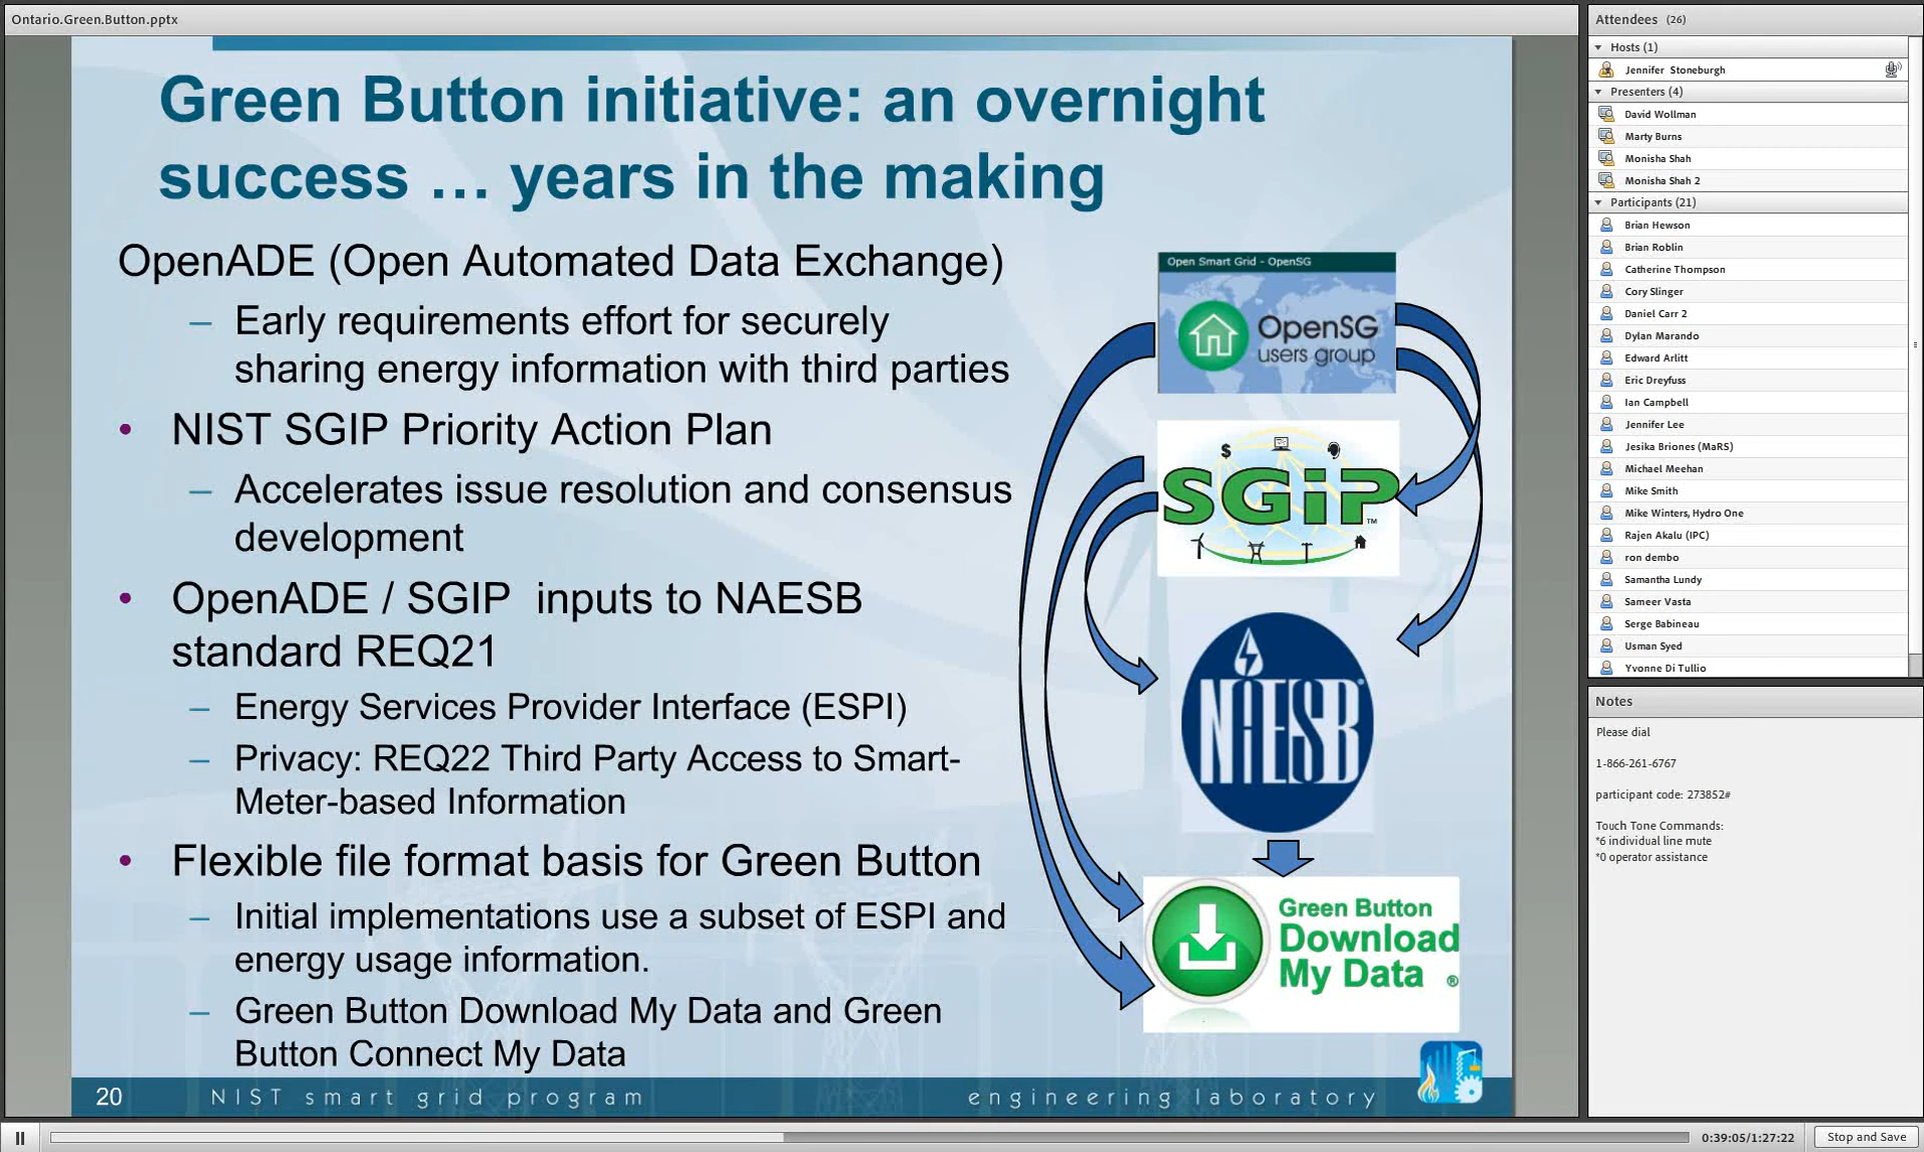 Ontario.Green.Button.pptx
Green Button initiative: an overnight
success … years in the making
OpenADE (Open Automated Data Exchange)
– Early requirements effort for securely
sharing energy information with third parties
• NIST SGIP Priority Action Plan
– Accelerates issue resolution and consensus
development
• OpenADE / SGIP inputs to NAESB
standard REQ21
– Energy Services Provider Interface (ESPI)
– Privacy: REQ22 Third Party Access to Smart-
Meter-based Information
• Flexible file format basis for Green Button
– Initial implementations use a subset of ESPI and
energy usage information.
– Green Button Download My Data and Green
Button Connect My Data
Open Smart Grid - OpenSG
OpenSG
users group
$
SGiP™
NAESB
Green Button
Download
My Data ®
20
NIST smart grid program
engineering laboratory
Attendees (26)
Hosts (1)
Jennifer Stoneburgh
Presenters (4)
David Wollman
Marty Burns
Monisha Shah
Monisha Shah 2
Participants (21)
Brian Hewson
Brian Roblin
Catherine Thompson
Cory Slinger
Daniel Carr 2
Dylan Marando
Edward Arlitt
Eric Dreyfuss
Ian Campbell
Jennifer Lee
Jesika Briones (MaRS)
Michael Meehan
Mike Smith
Mike Winters, Hydro One
Rajen Akalu (IPC)
ron dembo
Samantha Lundy
Sameer Vasta
Serge Babineau
Usman Syed
Yvonne Di Tullio
Notes
Please dial
1-866-261-6767
participant code: 273852#
Touch Tone Commands:
*6 individual line mute
*0 operator assistance
0:39:05/1:27:22
Stop and Save